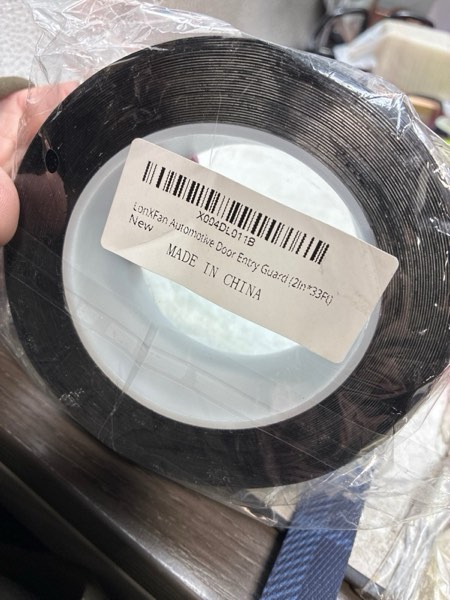 X004DL011B
LonXFan Automotive Door Entry Guard (2In*33Ft)
New
MADE IN CHINA